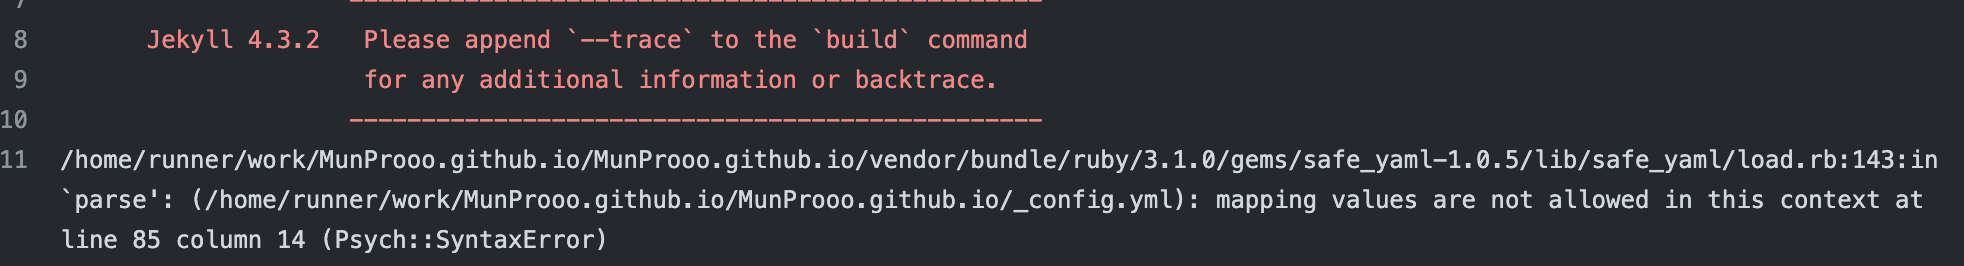 7 ------------------------------------------------
8 Jekyll 4.3.2 Please append `--trace` to the `build` command
9 for any additional information or backtrace.
10 ------------------------------------------------
11 /home/runner/work/MunProoo.github.io/MunProoo.github.io/vendor/bundle/ruby/3.1.0/gems/safe_yaml-1.0.5/lib/safe_yaml/load.rb:143:in
`parse': (/home/runner/work/MunProoo.github.io/MunProoo.github.io/_config.yml): mapping values are not allowed in this context at
line 85 column 14 (Psych::SyntaxError)